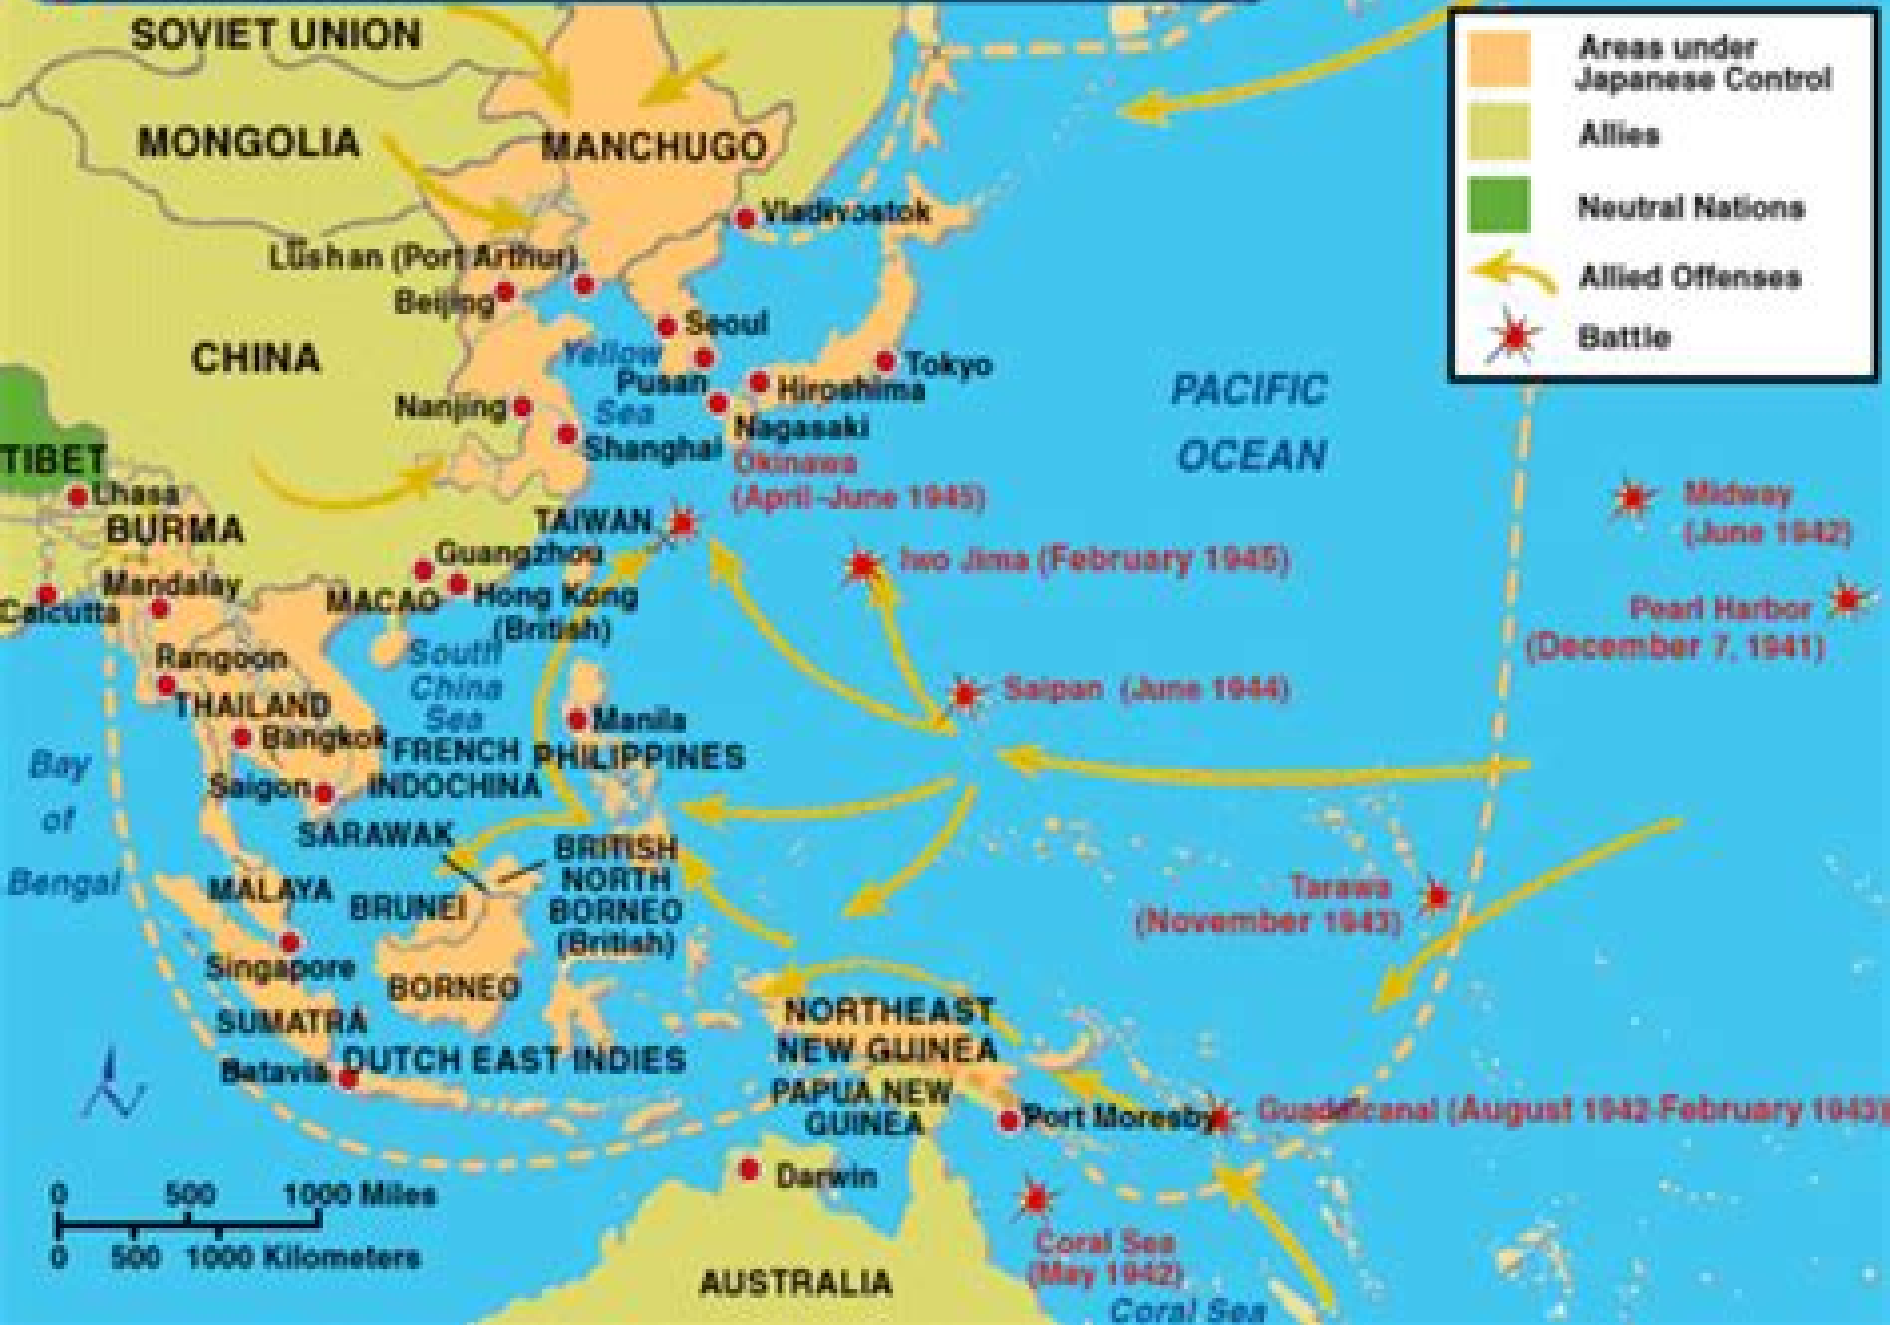 SOVIET UNION
MONGOLIA
MANCHUGO
Vladivostok
Lüshan (Port Arthur)
Beijing
Seoul
CHINA
Yellow
Sea
Pusan
Tokyo
Hiroshima
Nagasaki
Nanjing
Shanghai
Okinawa
(April-June 1945)
TIBET
Lhasa
BURMA
TAIWAN
Guangzhou
Mandalay
Calcutta
MACAO
Hong Kong
(British)
Iwo Jima (February 1945)
PACIFIC
OCEAN
Midway
(June 1942)
Pearl Harbor
(December 7, 1941)
Rangoon
South
China
Sea
THAILAND
Bangkok
Manila
Saipan (June 1944)
FRENCH
INDOCHINA
PHILIPPINES
Saigon
Bay
of
Bengal
SARAWAK
BRITISH
NORTH
BORNEO
(British)
MALAYA
BRUNEI
Singapore
BORNEO
Tarawa
(November 1943)
SUMATRA
Batavia
DUTCH EAST INDIES
NORTHEAST
NEW GUINEA
PAPUA NEW
GUINEA
Port Moresby
Guadalcanal (August 1942-February 1943)
Darwin
Coral Sea
(May 1942)
Coral Sea
AUSTRALIA
0 500 1000 Miles
0 500 1000 Kilometers
Areas under
Japanese Control
Allies
Neutral Nations
Allied Offenses
Battle